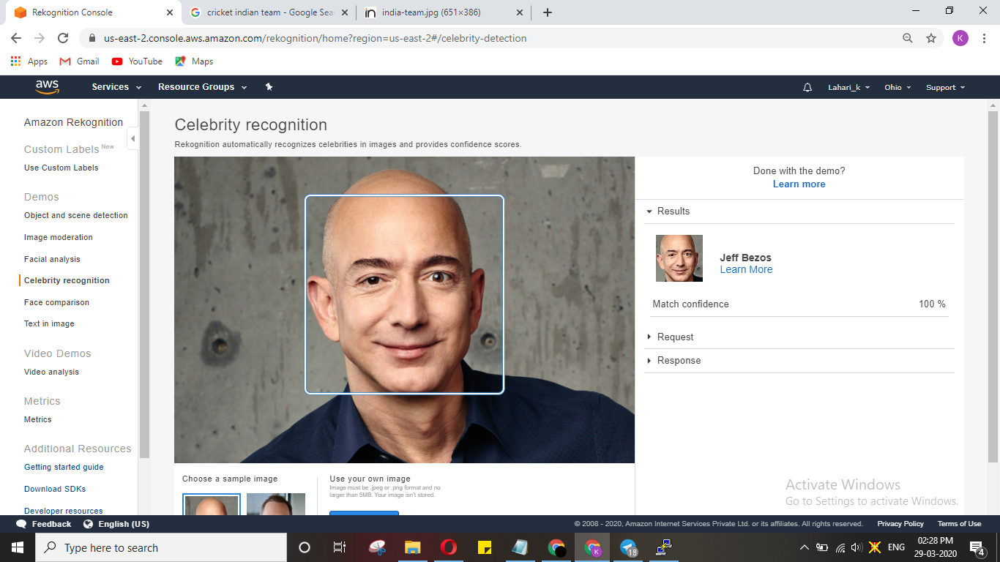 Rekognition Console
cricket indian team - Google Sea
india-team.jpg (651×386)
us-east-2.console.aws.amazon.com/rekognition/home?region=us-east-2#/celebrity-detection
K
Apps
Gmail
YouTube
Maps
aws
Services
Resource Groups
Lahari_k
Ohio
Support
Amazon Rekognition
Custom Labels New
Use Custom Labels
Demos
Object and scene detection
Image moderation
Facial analysis
Celebrity recognition
Face comparison
Text in image
Video Demos
Video analysis
Metrics
Metrics
Additional Resources
Getting started guide
Download SDKs
Developer resources
Celebrity recognition
Rekognition automatically recognizes celebrities in images and provides confidence scores.
Choose a sample image
Use your own image
Image must be .jpeg or .png format and no
larger than 5MB. Your image isn't stored.
Done with the demo?
Learn more
Results
Jeff Bezos
Learn More
Match confidence 100 %
Request
Response
Activate Windows
Go to Settings to activate Windows.
Feedback
English (US)
© 2008 - 2020, Amazon Internet Services Private Ltd. or its affiliates. All rights reserved.
Privacy Policy
Terms of Use
Type here to search
K
18
ENG
02:28 PM
29-03-2020
4